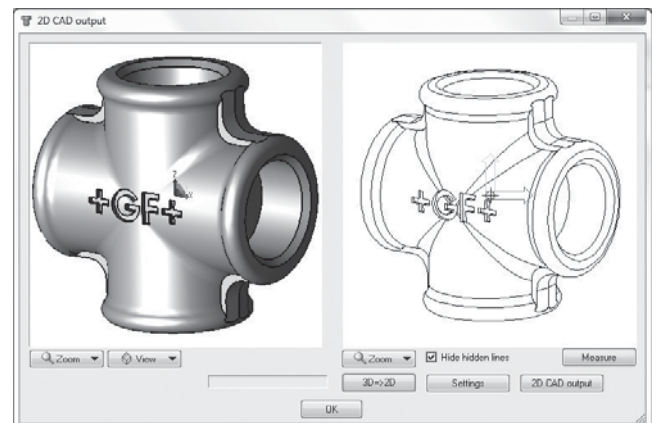 2D CAD output
+GF+
Z
X
+GF+
Zoom
View
Zoom
Hide hidden lines
Measure
3D=>2D
Settings
2D CAD output
OK